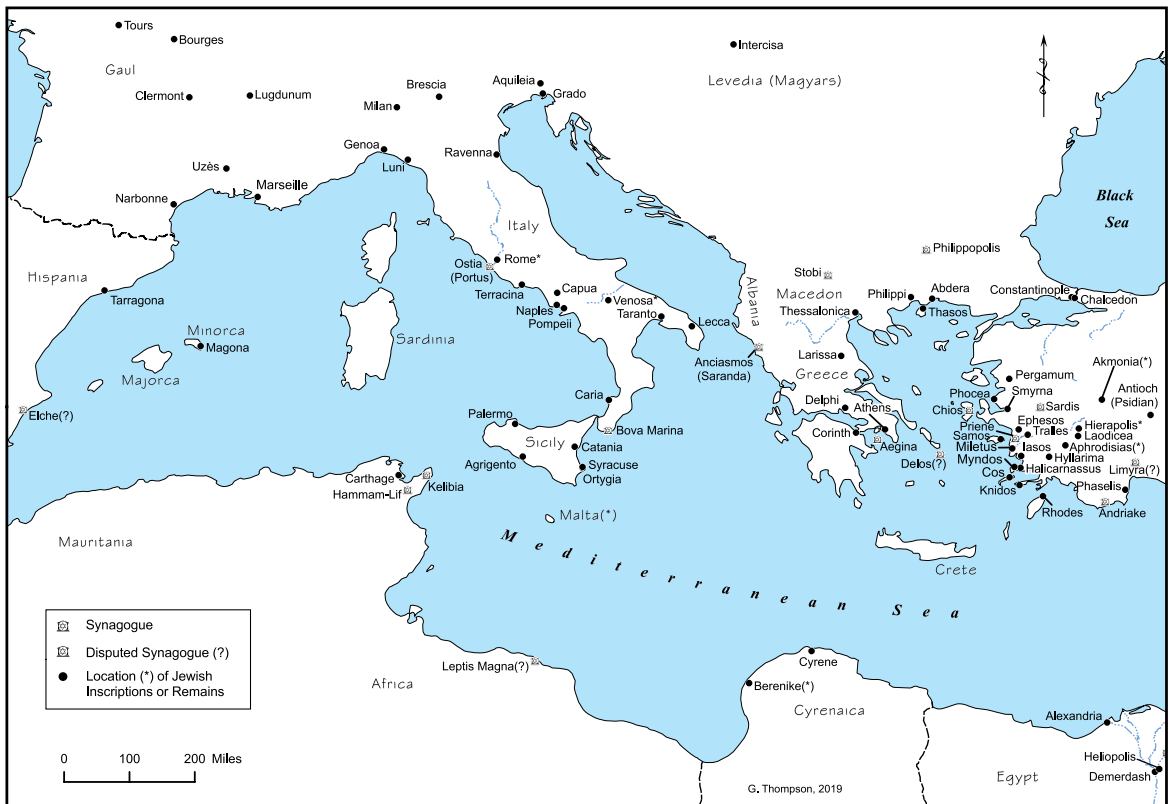 Tours
Bourges
Gaul
Clermont
Lugdunum
Uzès
Marseille
Narbonne
Hispania
Tarragona
Minorca
Magona
Majorca
Elche(?)
Intercisa
Levedia (Magyars)
Aquileia
Grado
Brescia
Milan
Genoa
Luni
Ravenna
Italy
Ostia
(Portus)
Rome*
Terracina
Capua
Naples
Pompeii
Venosa*
Taranto
Lecca
Sardinia
Caria
Bova Marina
Palermo
Sicily
Catania
Agrigento
Syracuse
Ortygia
Carthage
Kelibia
Hammam-Lif
Malta(*)
Mauritania
Black
Sea
Philippopolis
Stobi
Albania
Macedon
Philippi
Abdera
Thasos
Thessalonica
Constantinople
Chalcedon
Anciasmos
(Saranda)
Larissa
Greece
Delphi
Athens
Corinth
Aegina
Delos(?)
Akmonia(*)
Antioch
(Psidian)
Pergamum
Smyrna
Phocea
Chios
Sardis
Ephesos
Priene
Tralles
Samos
Miletus
Iasos
Hierapolis*
Laodicea
Aphrodisias(*)
Hyllarima
Myndos
Halicarnassus
Cos
Knidos
Limyra(?)
Phaselis
Andriake
Rhodes
Crete
Mediterranean Sea
Synagogue
Disputed Synagogue (?)
Location (*) of Jewish
Inscriptions or Remains
0 100 200 Miles
Leptis Magna(?)
Africa
Cyrene
Berenike(*)
Cyrenaica
Alexandria
Heliopolis
Demerdash
Egypt
G. Thompson, 2019